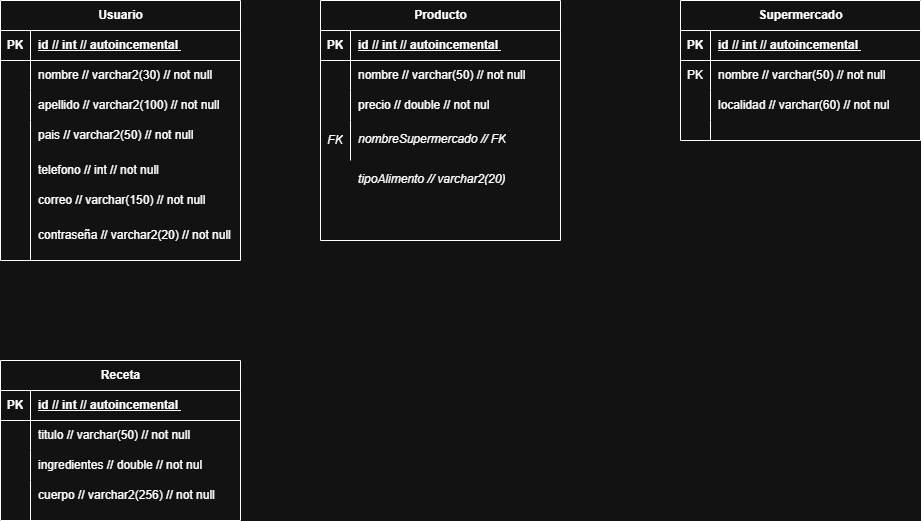 Usuario
PK id // int // autoincemental
nombre // varchar2(30) // not null
apellido // varchar2(100) // not null
pais // varchar2(50) // not null
telefono // int // not null
correo // varchar(150) // not null
contraseña // varchar2(20) // not null
Producto
PK id // int // autoincemental
nombre // varchar(50) // not null
precio // double // not nul
FK nombreSupermercado // FK
tipoAlimento // varchar2(20)
Supermercado
PK id // int // autoincemental
PK nombre // varchar(50) // not null
localidad // varchar(60) // not nul
Receta
PK id // int // autoincemental
titulo // varchar(50) // not null
ingredientes // double // not nul
cuerpo // varchar2(256) // not null